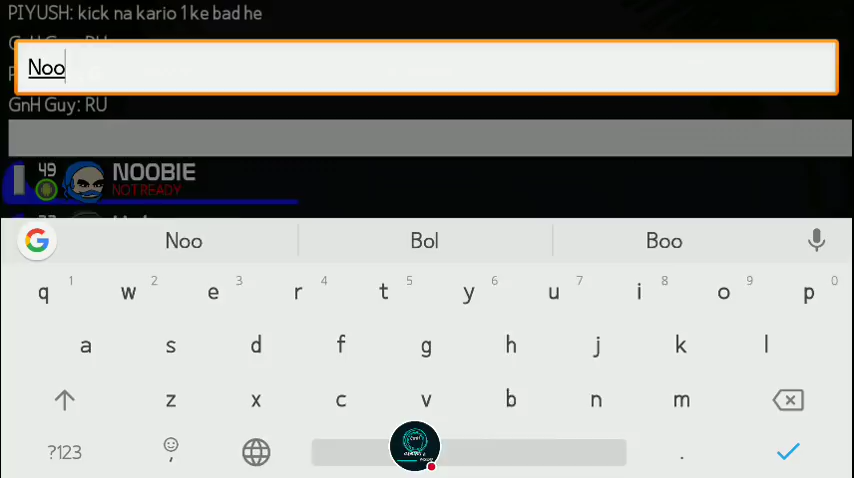 PIYUSH: kick na kario 1 ke bad he
Noo
GnH Guy: RU
49 NOOBIE
NOT READY
Noo Bol Boo
q 1 w 2 e 3 r 4 t 5 y 6 u 7 i 8 o 9 p 0
a s d f g h j k l
z x c v b n m
?123 , .